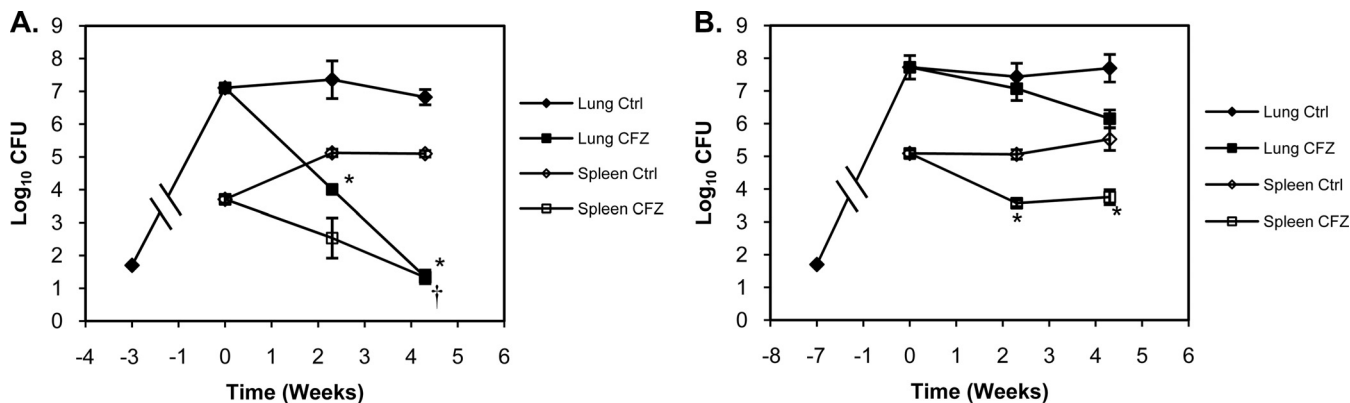 A.
9
8
7
6
5
4
3
2
1
0
Log10 CFU
-4 -3 -1 0 1 2 3 4 5 6
Time (Weeks)
*
*
†
Lung Ctrl
Lung CFZ
Spleen Ctrl
Spleen CFZ
B.
9
8
7
6
5
4
3
2
1
0
Log10 CFU
-8 -7 -1 0 1 2 3 4 5 6
Time (Weeks)
*
*
Lung Ctrl
Lung CFZ
Spleen Ctrl
Spleen CFZ